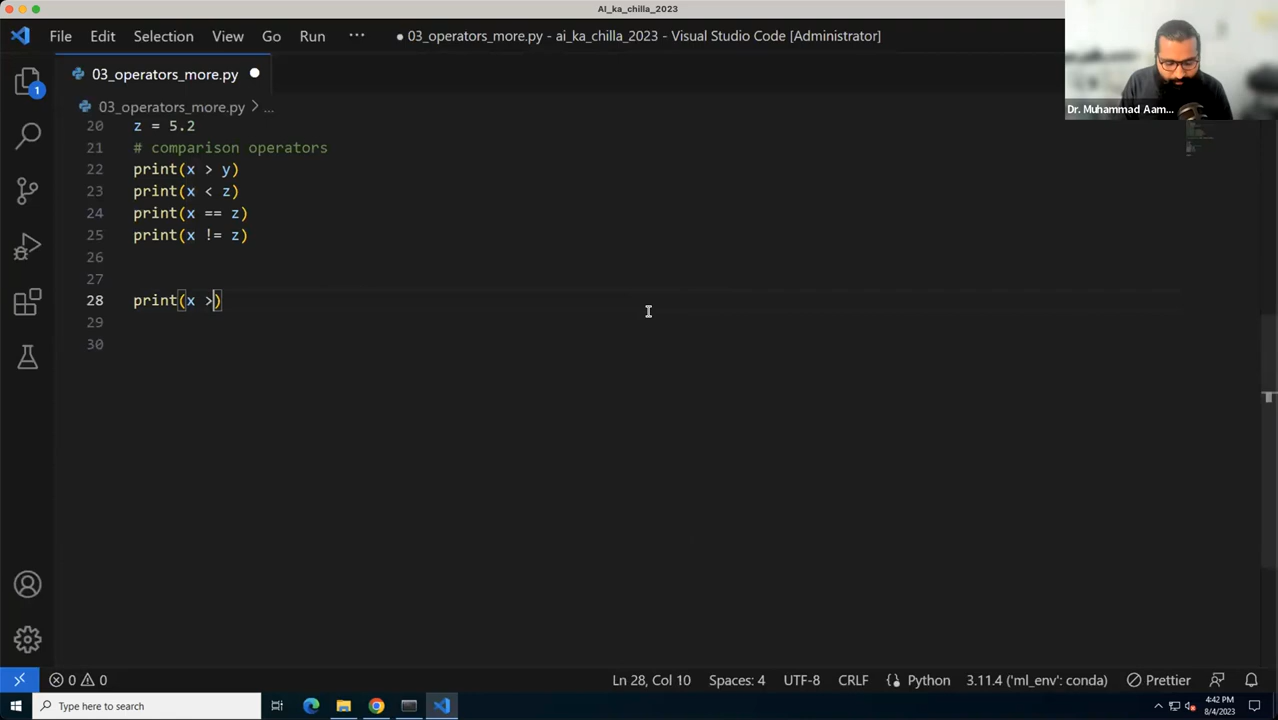 AI_ka_chilla_2023
File Edit Selection View Go Run ··· ● 03_operators_more.py - ai_ka_chilla_2023 - Visual Studio Code [Administrator]
1 03_operators_more.py
03_operators_more.py > ...
Dr. Muhammad Aam...
20 z = 5.2
21 # comparison operators
22 print(x > y)
23 print(x < z)
24 print(x == z)
25 print(x != z)
26
27
28 print(x >)
29
30
0 0 Ln 28, Col 10 Spaces: 4 UTF-8 CRLF Python 3.11.4 ('ml_env': conda) Prettier
Type here to search 4:42 PM
8/4/2023